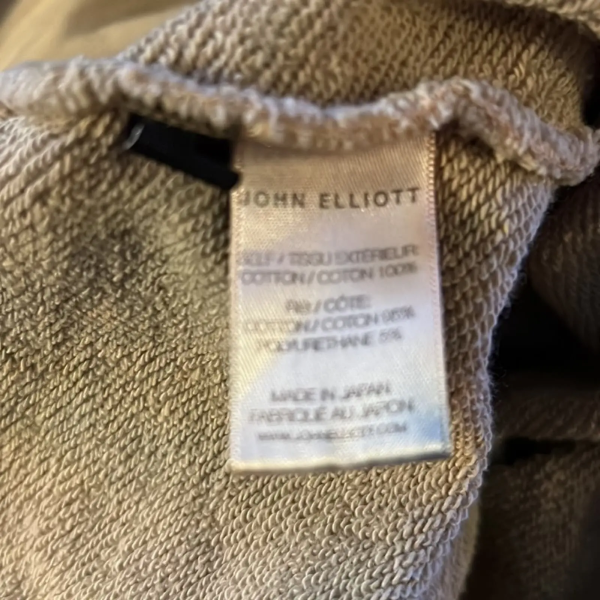 JOHN ELLIOTT
SELF / TISSU EXTÉRIEUR:
COTTON / COTON 100%
RIB / CÔTE:
COTTON / COTON 95%
POLYURETHANE 5%
MADE IN JAPAN
FABRIQUÉ AU JAPON
WWW.JOHNELLIOTT.COM